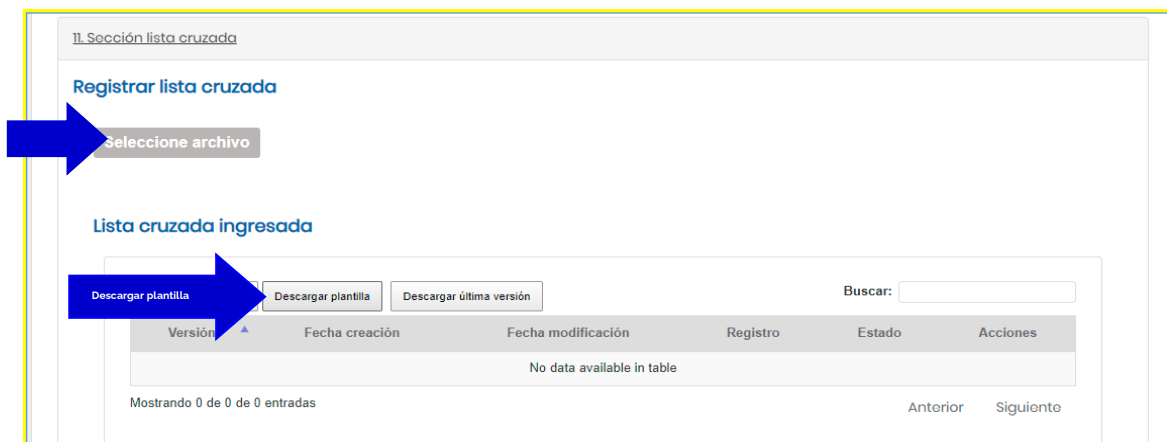 11. Sección lista cruzada
Registrar lista cruzada
Seleccione archivo
Lista cruzada ingresada
Descargar plantilla
Descargar plantilla
Descargar última versión
Buscar:
Versión Fecha creación Fecha modificación Registro Estado Acciones
No data available in table
Mostrando 0 de 0 de 0 entradas
Anterior Siguiente